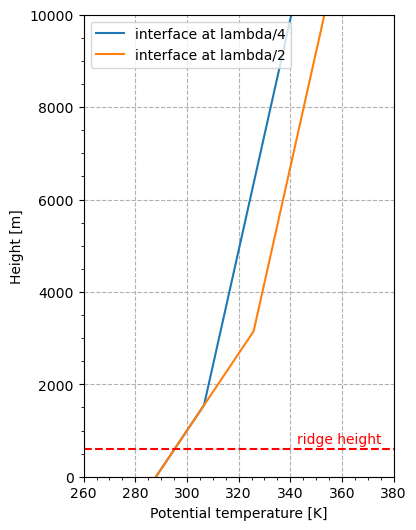 10000
interface at lambda/4
interface at lambda/2
8000
6000
Height [m]
4000
2000
ridge height
0
260 280 300 320 340 360 380
Potential temperature [K]